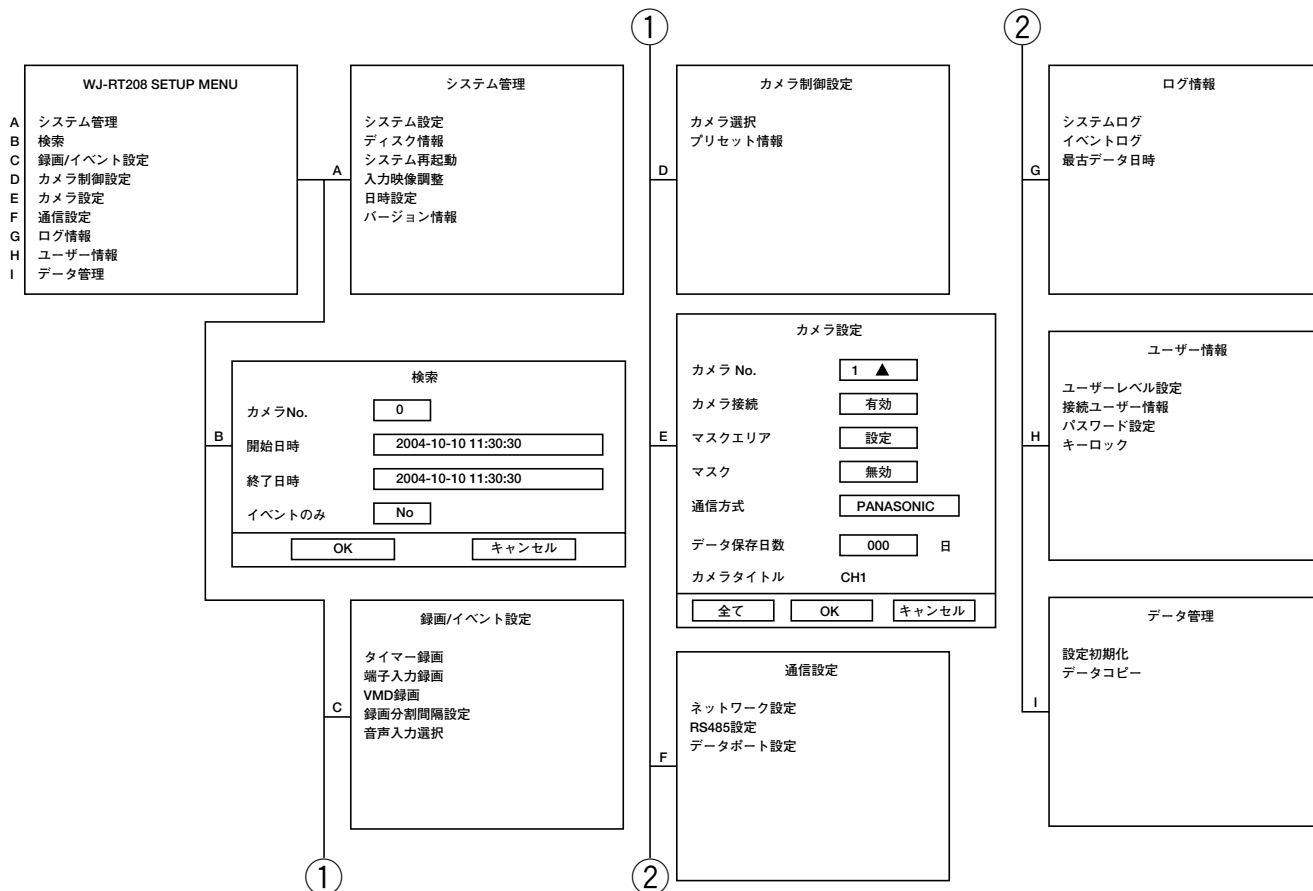 WJ-RT208 SETUP MENU
A システム管理
B 検索
C 録画/イベント設定
D カメラ制御設定
E カメラ設定
F 通信設定
G ログ情報
H ユーザー情報
I データ管理
A
システム管理
システム設定
ディスク情報
システム再起動
入力映像調整
日時設定
バージョン情報
B
検索
カメラNo. 0
開始日時 2004-10-10 11:30:30
終了日時 2004-10-10 11:30:30
イベントのみ No
OK キャンセル
C
録画/イベント設定
タイマー録画
端子入力録画
VMD録画
録画分割間隔設定
音声入力選択
①
①
D
カメラ制御設定
カメラ選択
プリセット情報
E
カメラ設定
カメラ No. 1 ▲
カメラ接続 有効
マスクエリア 設定
マスク 無効
通信方式 PANASONIC
データ保存日数 000 日
カメラタイトル CH1
全て OK キャンセル
F
通信設定
ネットワーク設定
RS485設定
データポート設定
②
②
G
ログ情報
システムログ
イベントログ
最古データ日時
H
ユーザー情報
ユーザーレベル設定
接続ユーザー情報
パスワード設定
キーロック
I
データ管理
設定初期化
データコピー